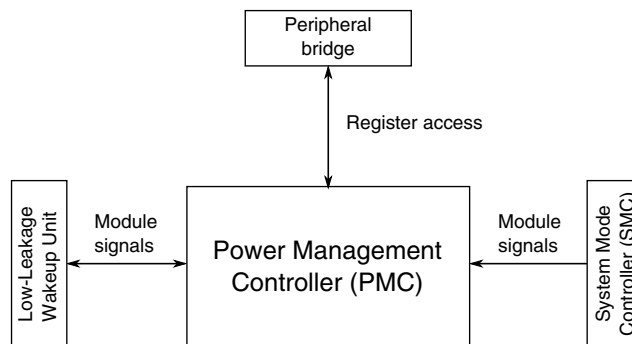 Peripheral
bridge
Register access
Low-Leakage
Wakeup Unit
Module
signals
Power Management
Controller (PMC)
Module
signals
System Mode
Controller (SMC)